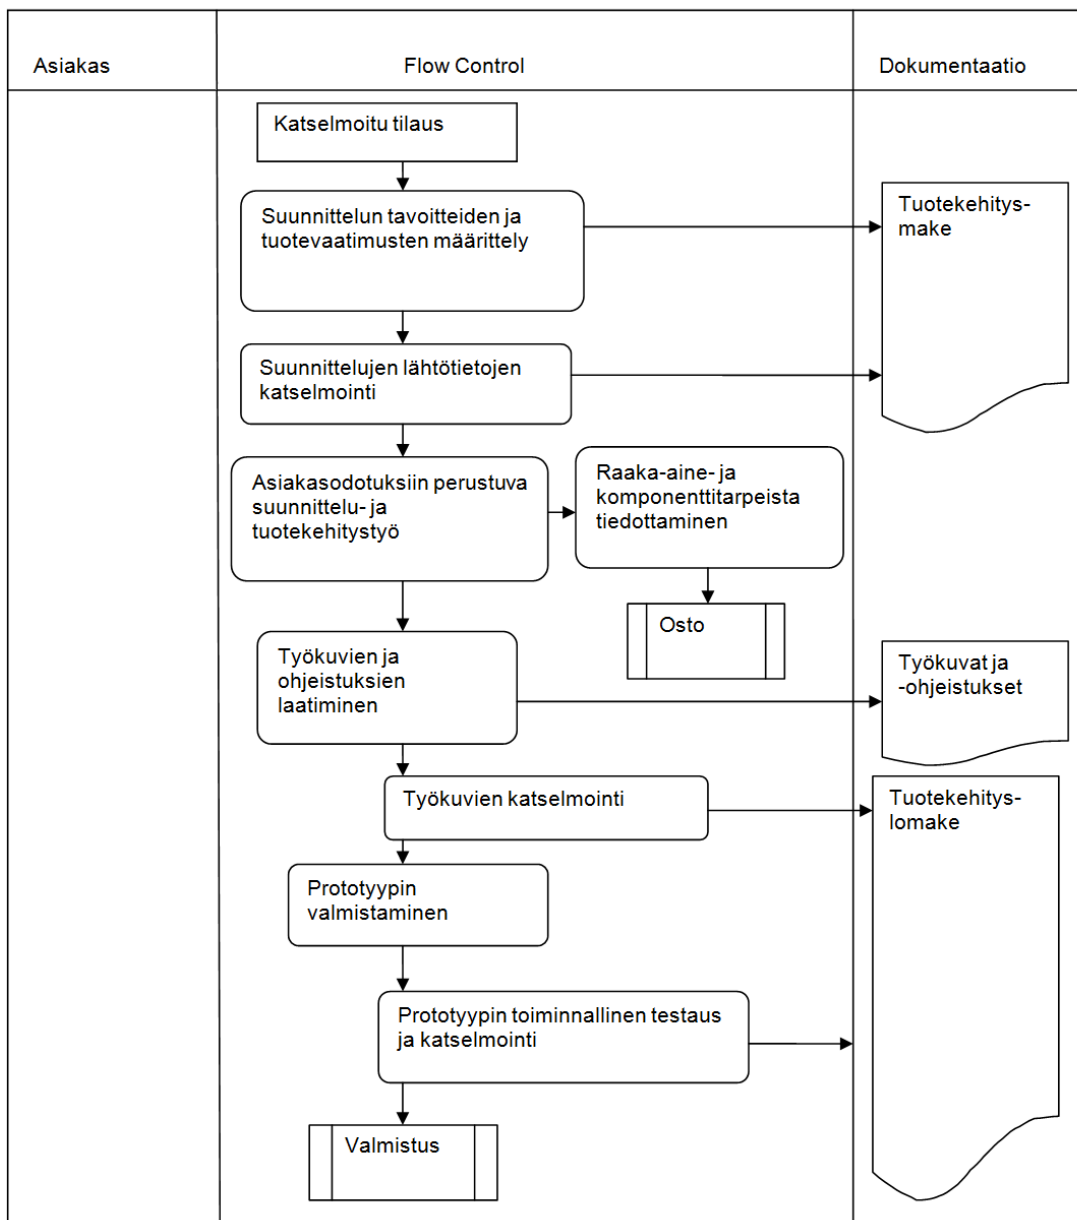 Asiakas
Flow Control
Dokumentaatio
Katselmoitu tilaus
Suunnittelun tavoitteiden ja
tuotevaatimusten määrittely
Tuotekehitys-
make
Suunnittelujen lähtötietojen
katselmointi
Asiakasodotuksiin perustuva
suunnittelu- ja
tuotekehitystyö
Raaka-aine- ja
komponenttitarpeista
tiedottaminen
Osto
Työkuvien ja
ohjeistuksien
laatiminen
Työkuvat ja
-ohjeistukset
Työkuvien katselmointi
Tuotekehitys-
lomake
Prototyypin
valmistaminen
Prototyypin toiminnallinen testaus
ja katselmointi
Valmistus